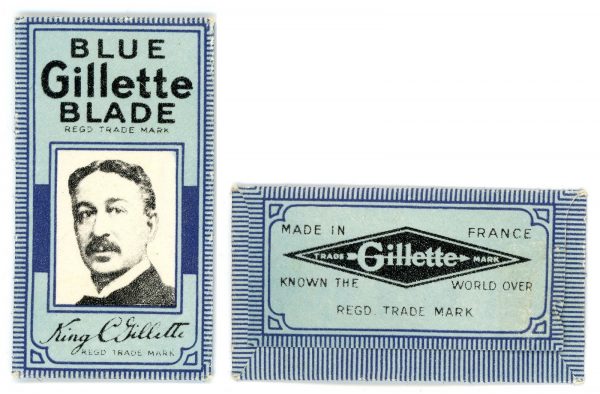 BLUE
Gillette
BLADE
REGD TRADE MARK
King C Gillette
REGD TRADE MARK
MADE IN FRANCE
TRADE Gillette MARK
KNOWN THE WORLD OVER
REGD. TRADE MARK